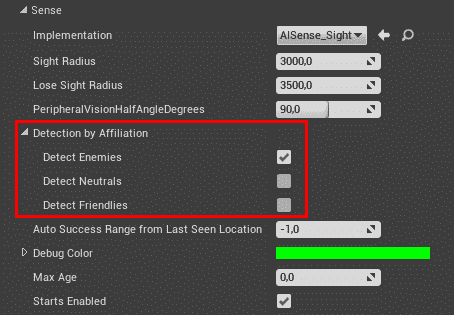 Sense
Implementation AISense_Sight
Sight Radius 3000,0
Lose Sight Radius 3500,0
PeripheralVisionHalfAngleDegrees 90,0
Detection by Affiliation
Detect Enemies
Detect Neutrals
Detect Friendlies
Auto Success Range from Last Seen Location -1,0
Debug Color
Max Age 0,0
Starts Enabled